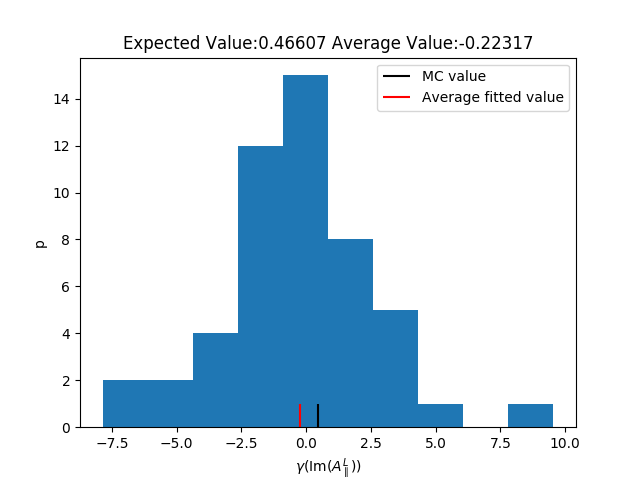 Expected Value:0.46607 Average Value:-0.22317
MC value
Average fitted value
14
12
10
8
6
4
2
0
p
−7.5 −5.0 −2.5 0.0 2.5 5.0 7.5 10.0
γ(Im(A^L_∥))